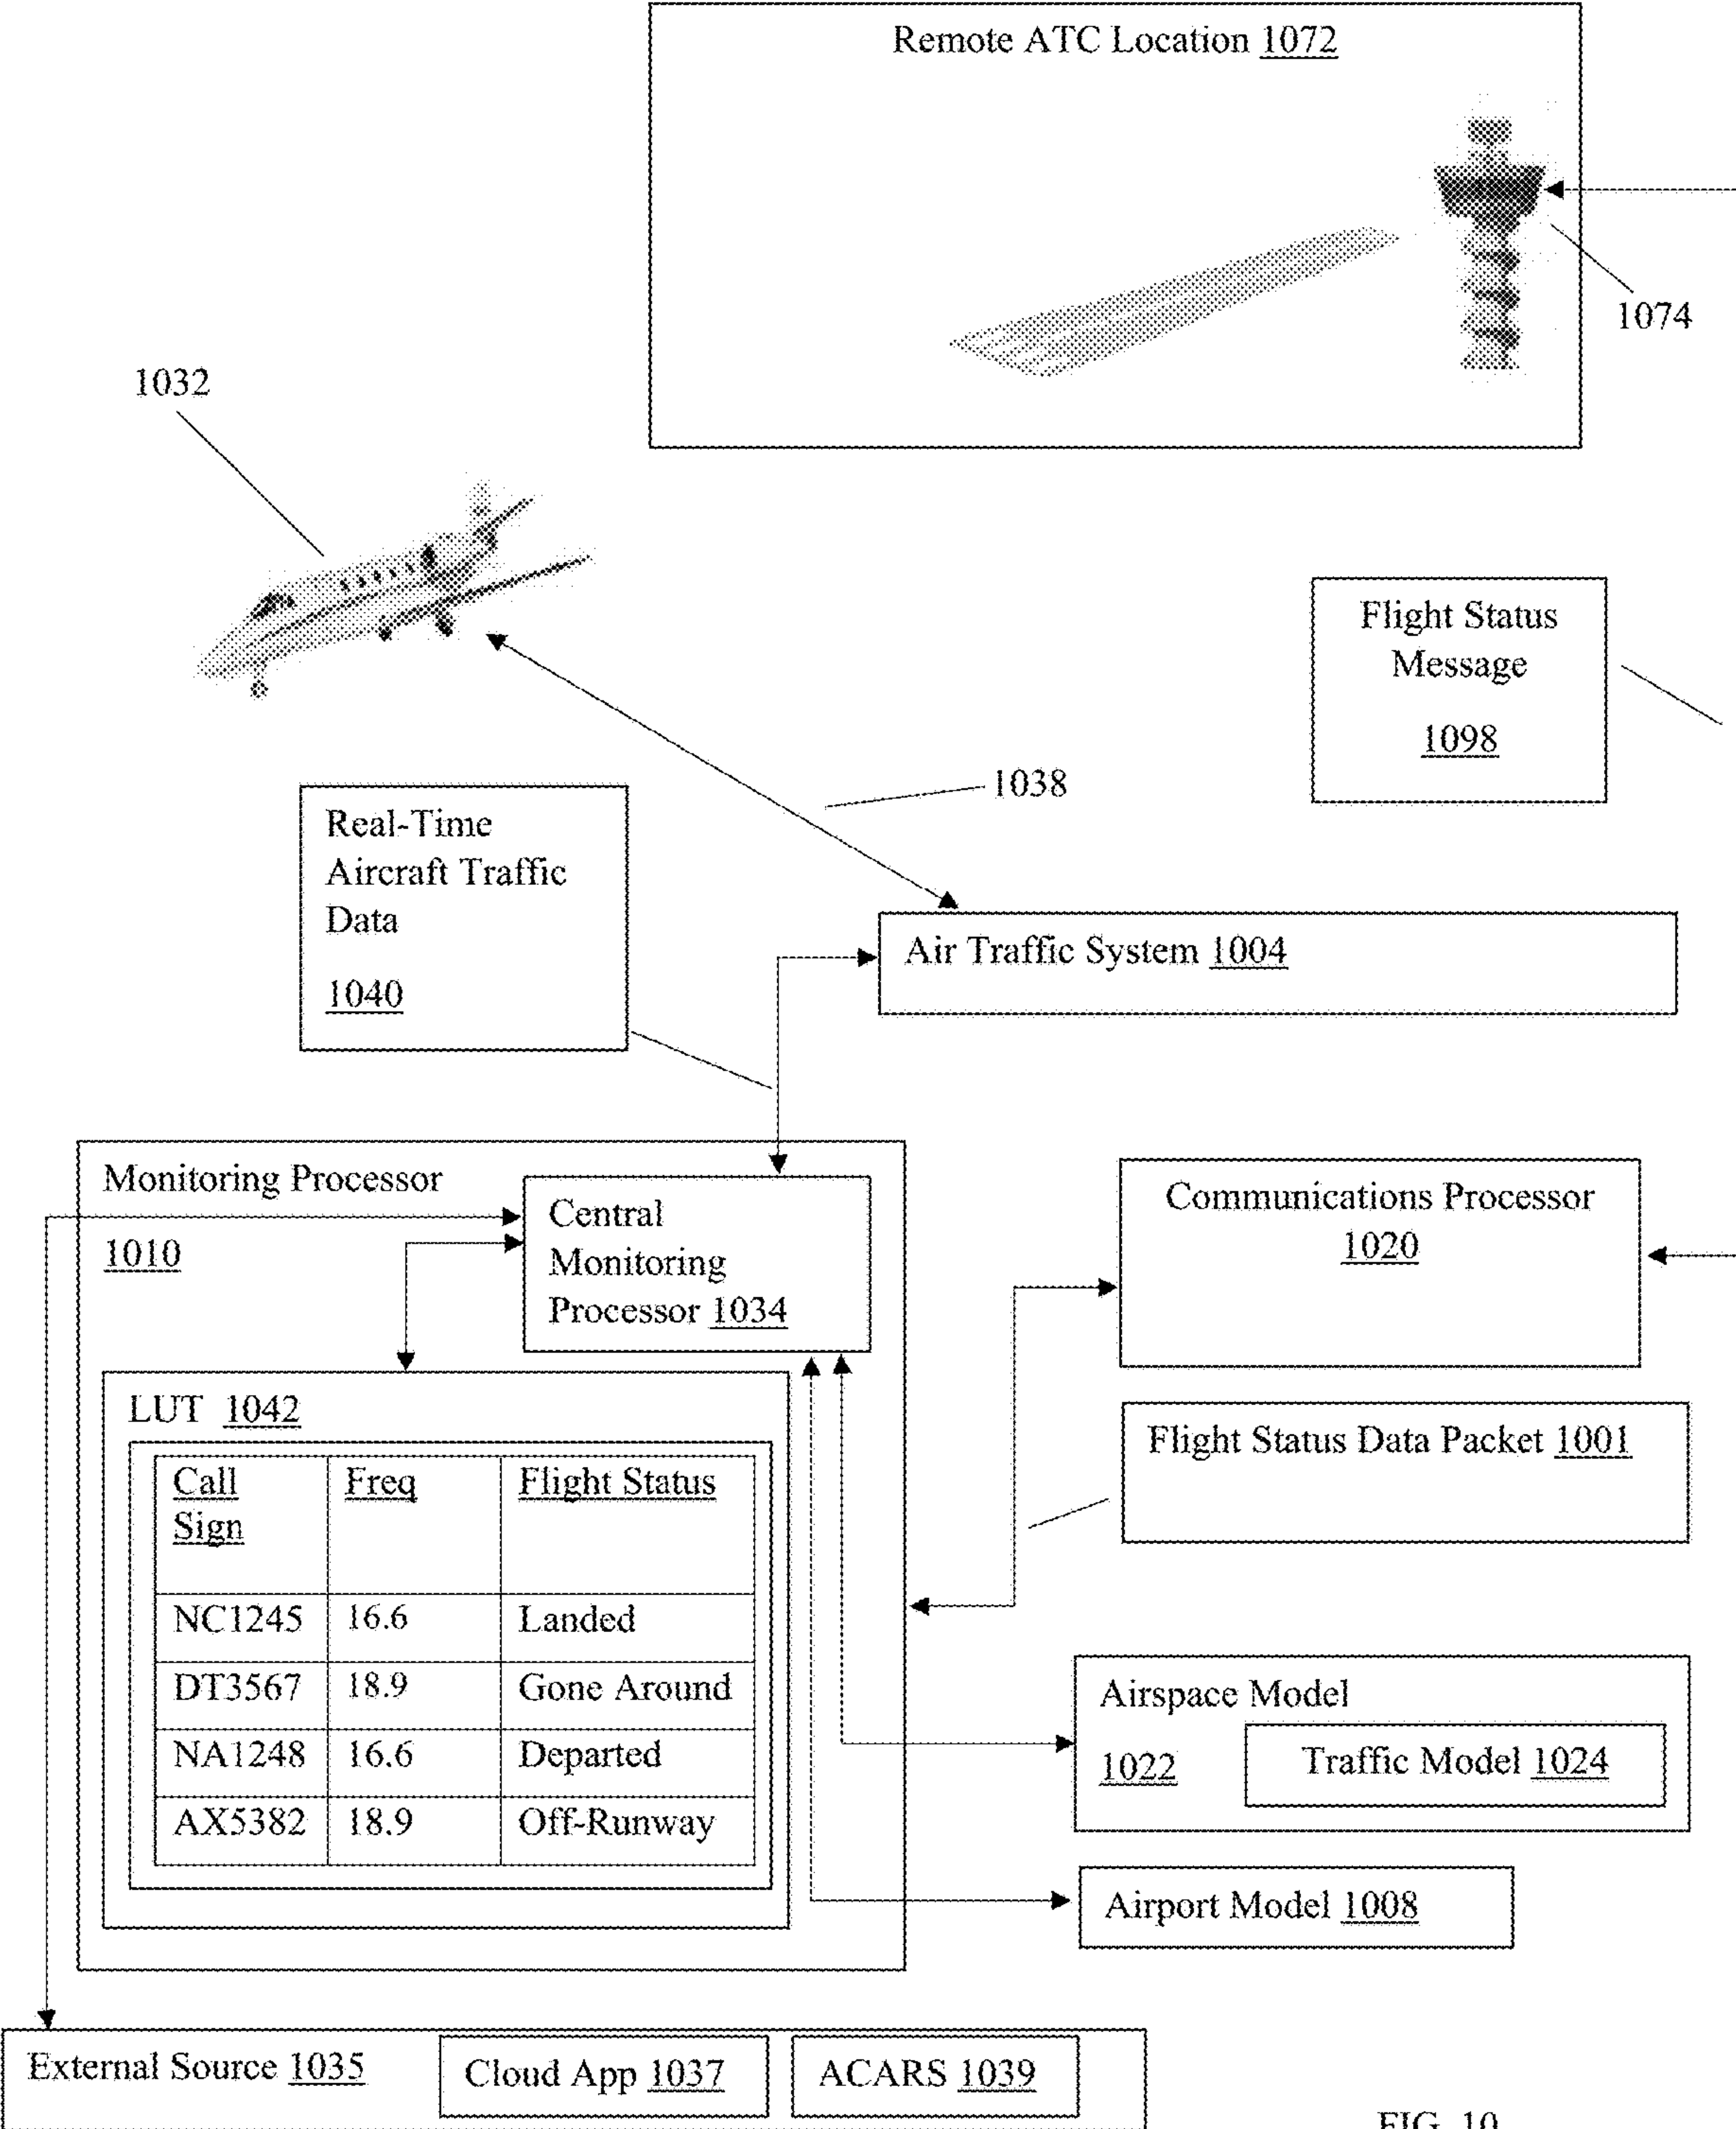 Remote ATC Location 1072
1074
1032
Flight Status
Message
1098
1038
Real-Time
Aircraft Traffic
Data
1040
Air Traffic System 1004
Monitoring Processor
1010
Central
Monitoring
Processor 1034
Communications Processor
1020
LUT 1042
Flight Status Data Packet 1001
Call
Sign
Freq
Flight Status
NC1245 16.6 Landed
DT3567 18.9 Gone Around
NA1248 16.6 Departed
AX5382 18.9 Off-Runway
Airspace Model
1022
Traffic Model 1024
Airport Model 1008
External Source 1035
Cloud App 1037
ACARS 1039
FIG. 10